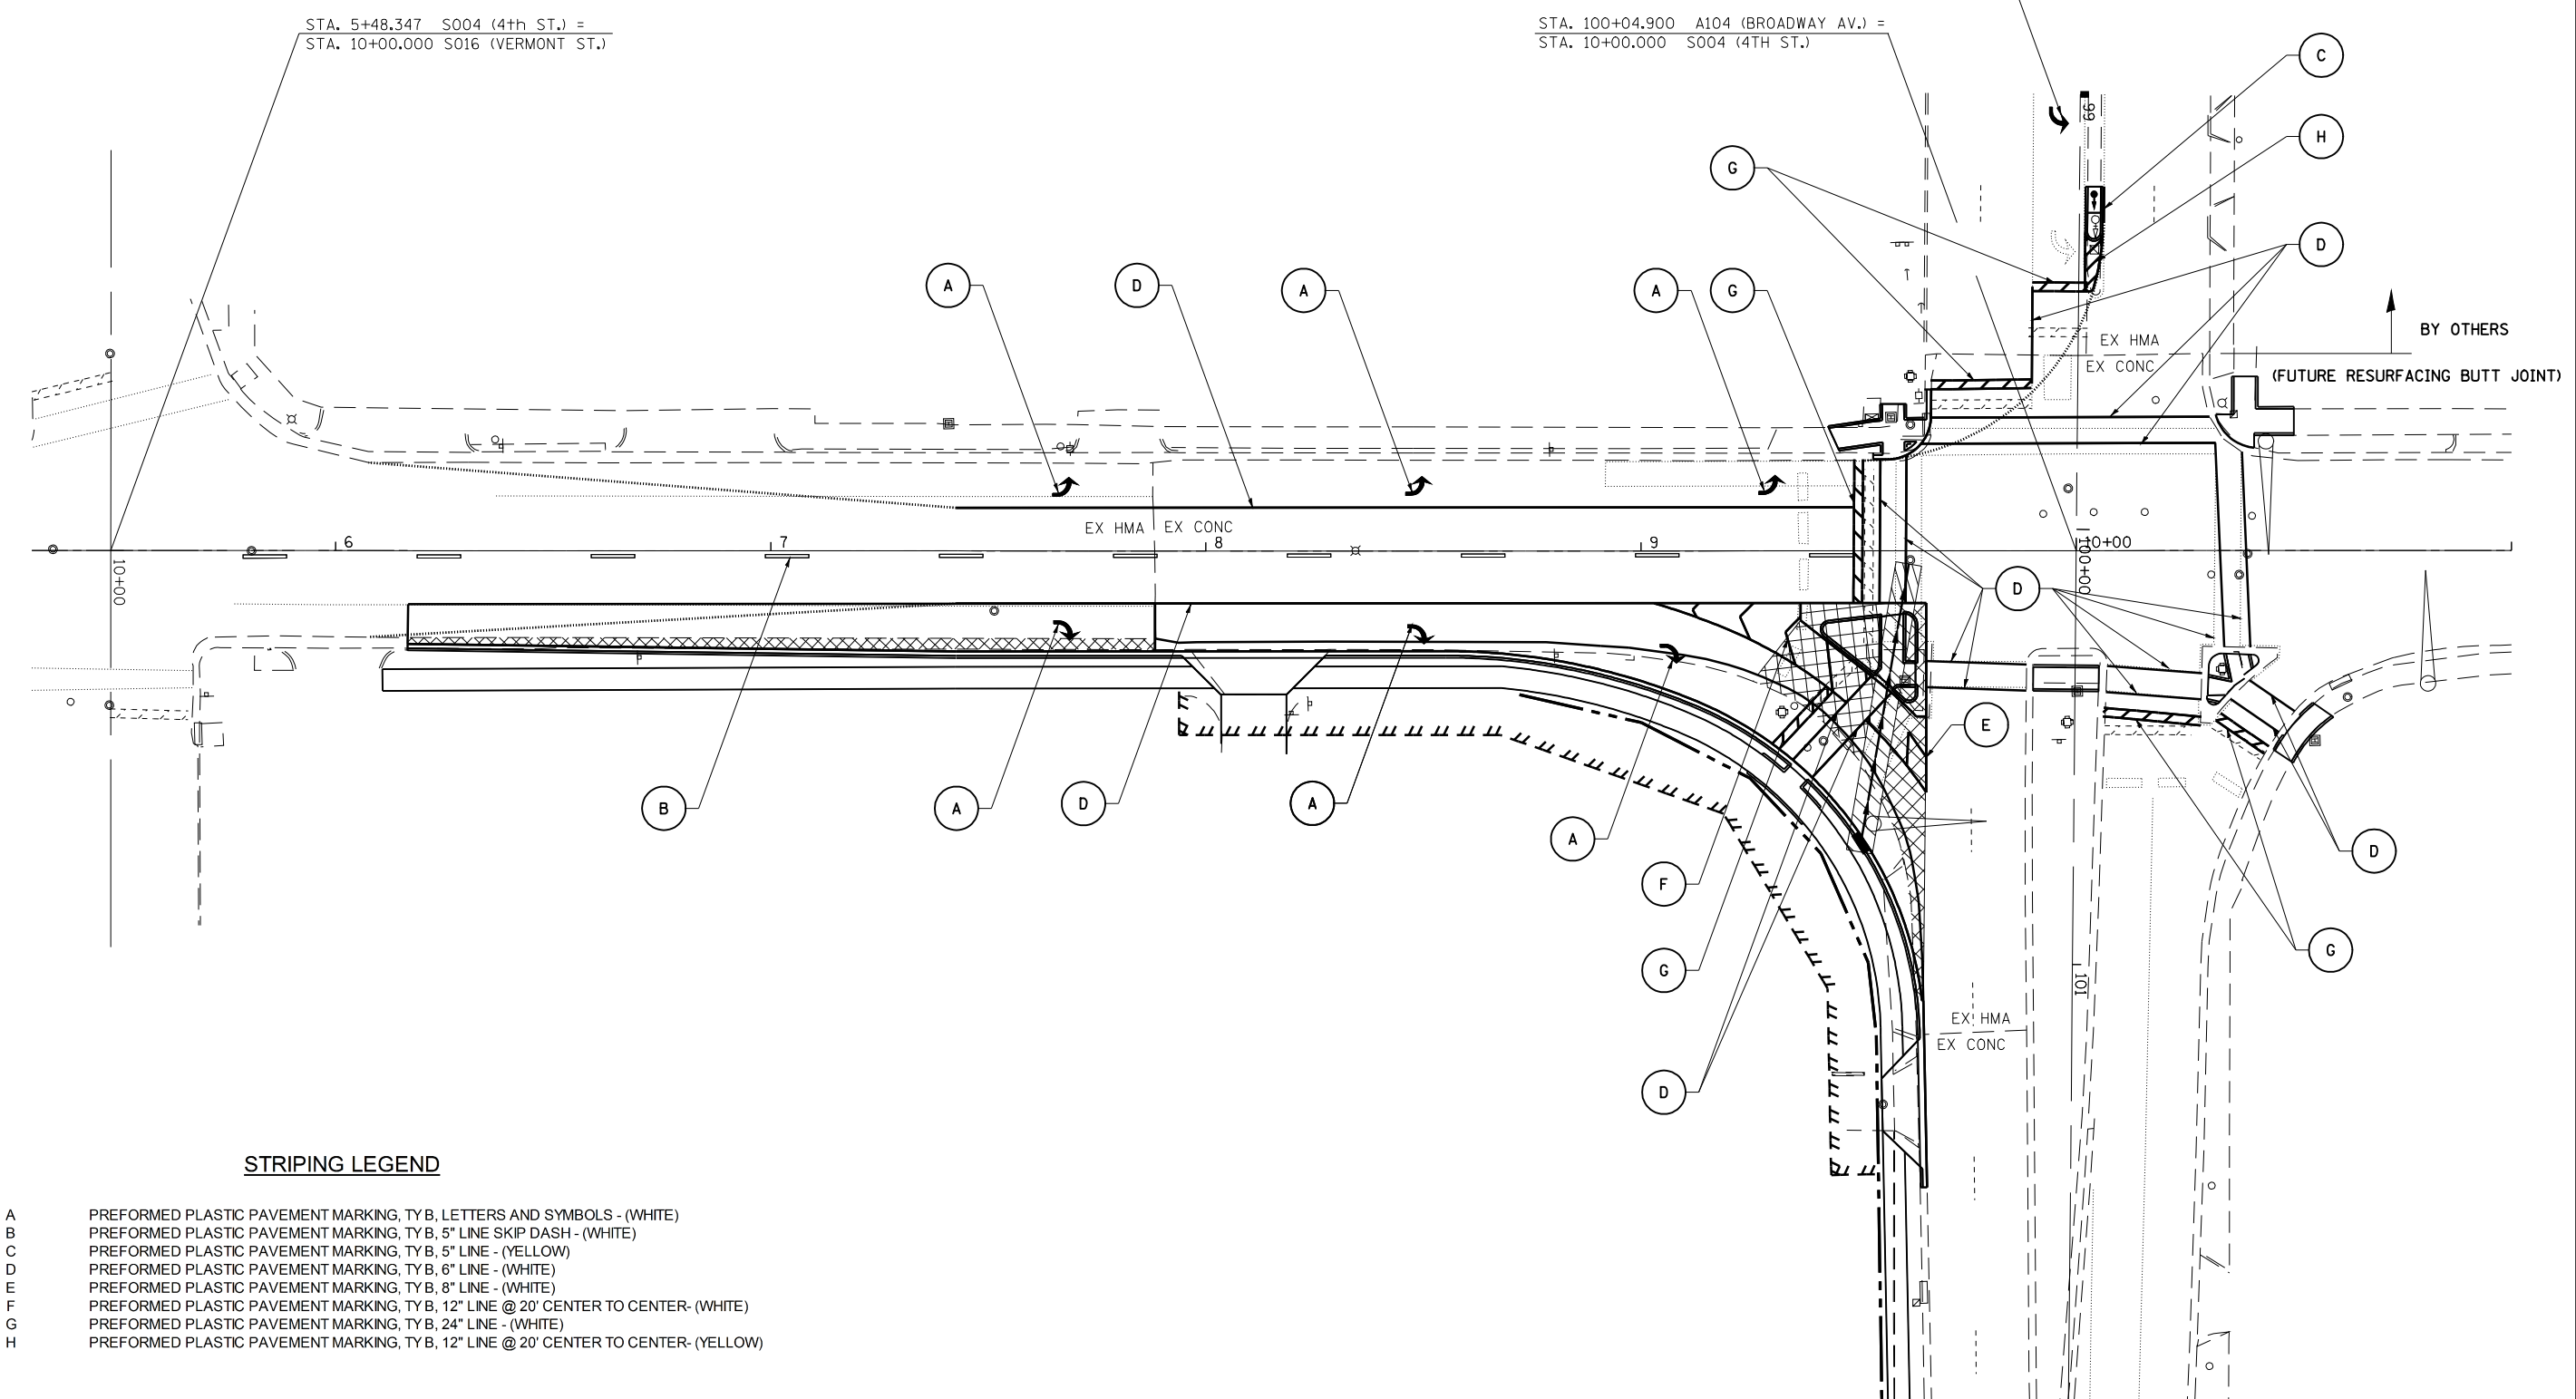 STA. 5+48.347 S004 (4th ST.) =
STA. 10+00.000 S016 (VERMONT ST.)
STA. 100+04.900 A104 (BROADWAY AV.) =
STA. 10+00.000 S004 (4TH ST.)
C
99
H
G
D
A
D
A
A
G
BY OTHERS
EX HMA
EX CONC
(FUTURE RESURFACING BUTT JOINT)
EX HMA
EX CONC
6
7
8
9
10+00
10+00
100+00
D
E
B
A
D
A
A
D
F
G
G
101
EX HMA
EX CONC
D
STRIPING LEGEND
A PREFORMED PLASTIC PAVEMENT MARKING, TY B, LETTERS AND SYMBOLS - (WHITE)
B PREFORMED PLASTIC PAVEMENT MARKING, TY B, 5" LINE SKIP DASH - (WHITE)
C PREFORMED PLASTIC PAVEMENT MARKING, TY B, 5" LINE - (YELLOW)
D PREFORMED PLASTIC PAVEMENT MARKING, TY B, 6" LINE - (WHITE)
E PREFORMED PLASTIC PAVEMENT MARKING, TY B, 8" LINE - (WHITE)
F PREFORMED PLASTIC PAVEMENT MARKING, TY B, 12" LINE @ 20' CENTER TO CENTER- (WHITE)
G PREFORMED PLASTIC PAVEMENT MARKING, TY B, 24" LINE - (WHITE)
H PREFORMED PLASTIC PAVEMENT MARKING, TY B, 12" LINE @ 20' CENTER TO CENTER- (YELLOW)